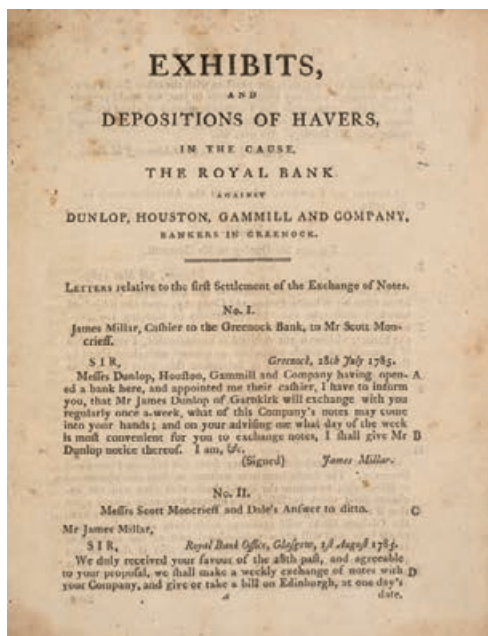 EXHIBITS,
AND
DEPOSITIONS OF HAVERS,
IN THE CAUSE,
THE ROYAL BANK
AGAINST
DUNLOP, HOUSTON, GAMMILL AND COMPANY,
BANKERS IN GREENOCK.
LETTERS relative to the first Settlement of the Exchange of Notes.
No. I.
James Millar, Cashier to the Greenock Bank, to Mr Scott Mon-
crieff.
SIR, Greenock, 28th July 1785.
Messrs Dunlop, Houston, Gammill and Company having open- A
ed a bank here, and appointed me their cashier, I have to inform
you, that Mr James Dunlop of Garnkirk will exchange with you
regularly once a-week, what of this Company's notes may come
into your hands; and on your advising me what day of the week
is most convenient for you to exchange notes, I shall give Mr B
Dunlop notice thereof. I am, &c.
(Signed) James Millar.
No. II.
Messrs Scott Moncrieff and Dale's Answer to ditto. C
Mr James Millar,
SIR, Royal Bank Office, Glasgow, 1st August 1785.
We duly received your favour of the 28th past, and agreeable
to your proposal, we shall make a weekly exchange of notes with D
your Company, and give or take a bill on Edinburgh, at one day's
a date.